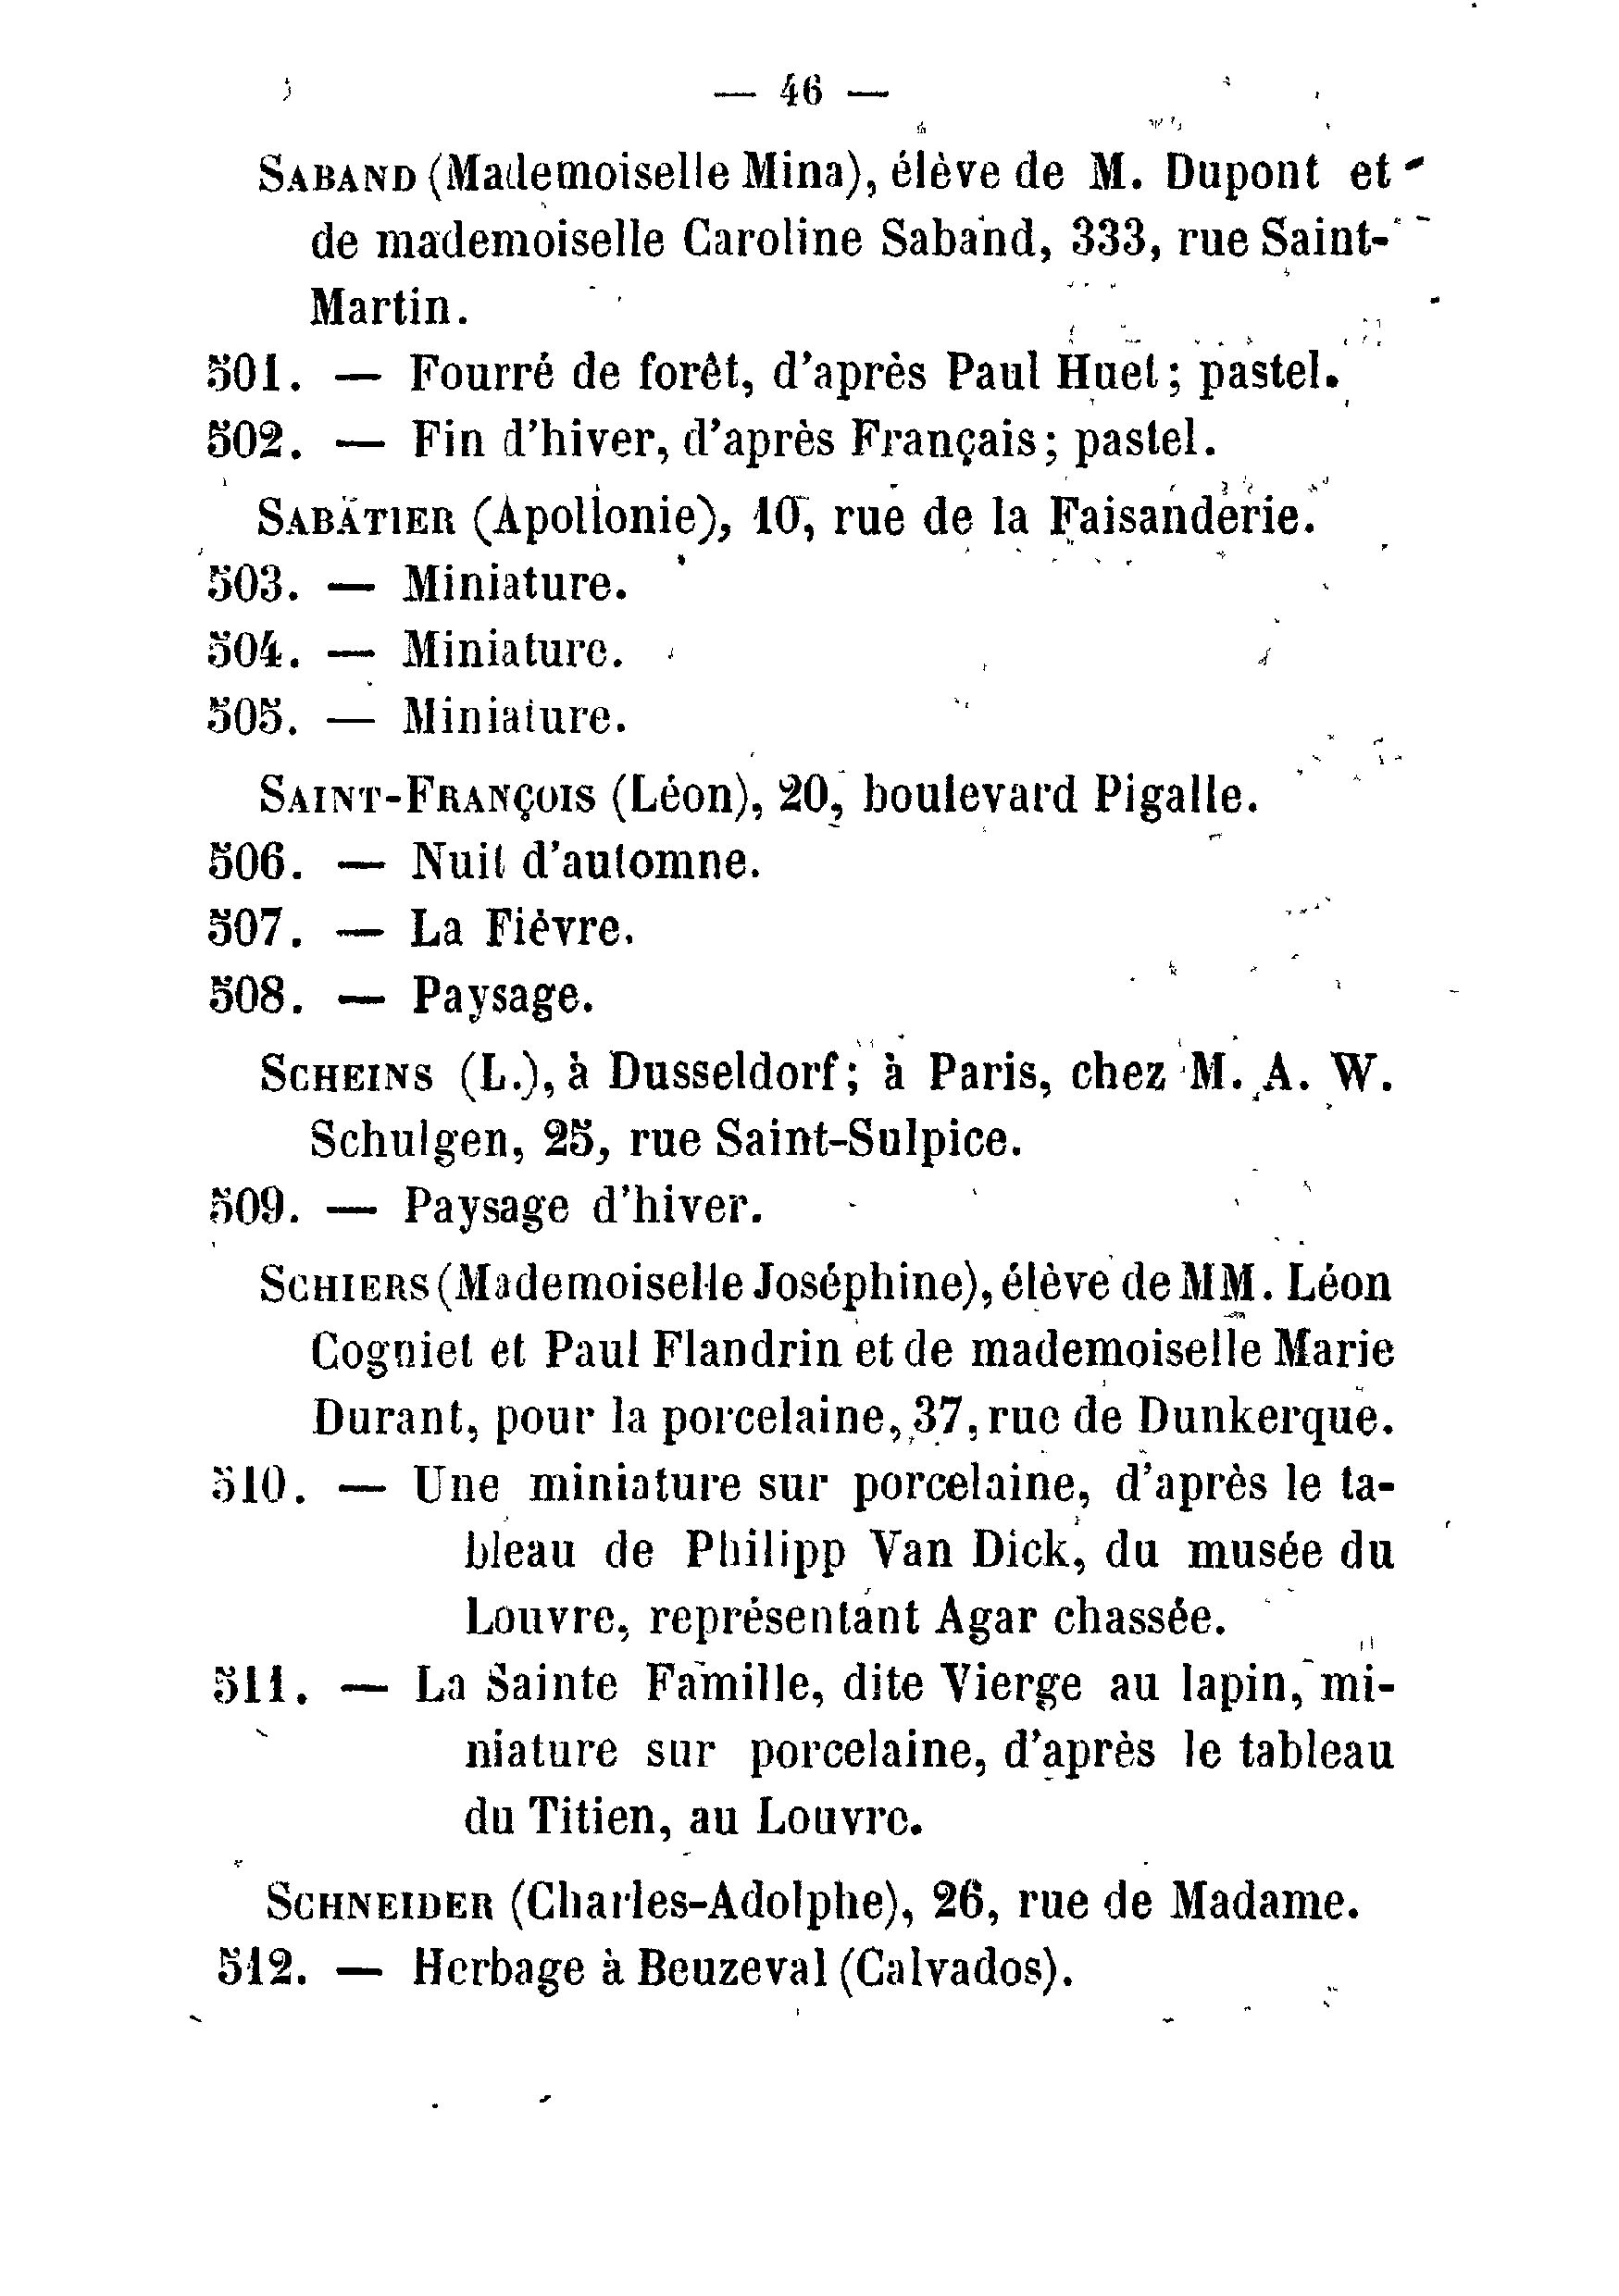 — 46 —
SABAND (Mademoiselle Mina), élève de M. Dupont et
de mademoiselle Caroline Saband, 333, rue Saint-
Martin.
501. — Fourré de forêt, d'après Paul Huet; pastel.
502. — Fin d'hiver, d'après Français; pastel.
SABATIER (Apollonie), 10, rue de la Faisanderie.
503. — Miniature.
504. — Miniature.
505. — Miniature.
SAINT-FRANÇOIS (Léon), 20, boulevard Pigalle.
506. — Nuit d'automne.
507. — La Fièvre.
508. — Paysage.
SCHEINS (L.), à Dusseldorf; à Paris, chez M. A. W.
Schulgen, 25, rue Saint-Sulpice.
509. — Paysage d'hiver.
SCHIERS (Mademoiselle Joséphine), élève de MM. Léon
Cogniet et Paul Flandrin et de mademoiselle Marie
Durant, pour la porcelaine, 37, rue de Dunkerque.
510. — Une miniature sur porcelaine, d'après le ta-
bleau de Philipp Van Dick, du musée du
Louvre, représentant Agar chassée.
511. — La Sainte Famille, dite Vierge au lapin, mi-
niature sur porcelaine, d'après le tableau
du Titien, au Louvre.
SCHNEIDER (Charles-Adolphe), 26, rue de Madame.
512. — Herbage à Beuzeval (Calvados).